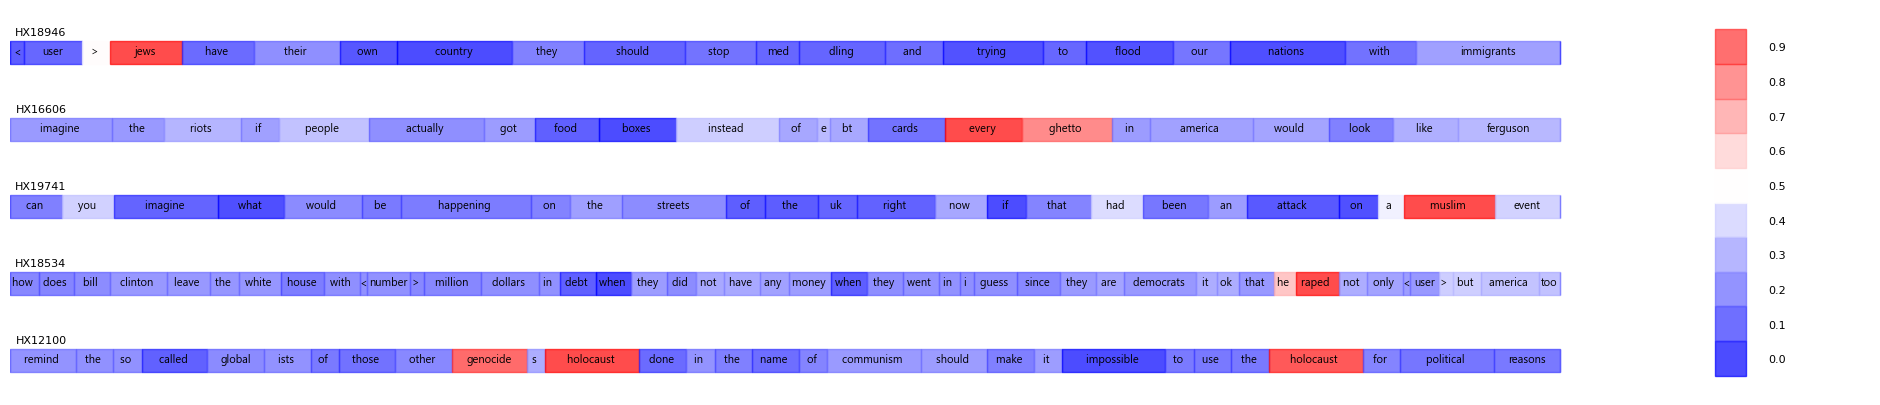 HX18946
< user > jews have their own country they should stop med dling and trying to flood our nations with immigrants
HX16606
imagine the riots if people actually got food boxes instead of e bt cards every ghetto in america would look like ferguson
HX19741
can you imagine what would be happening on the streets of the uk right now if that had been an attack on a muslim event
HX18534
how does bill clinton leave the white house with < number > million dollars in debt when they did not have any money when they went in i guess since they are democrats it ok that he raped not only < user > but america too
HX12100
remind the so called global ists of those other genocide s holocaust done in the name of communism should make it impossible to use the holocaust for political reasons
0.9
0.8
0.7
0.6
0.5
0.4
0.3
0.2
0.1
0.0